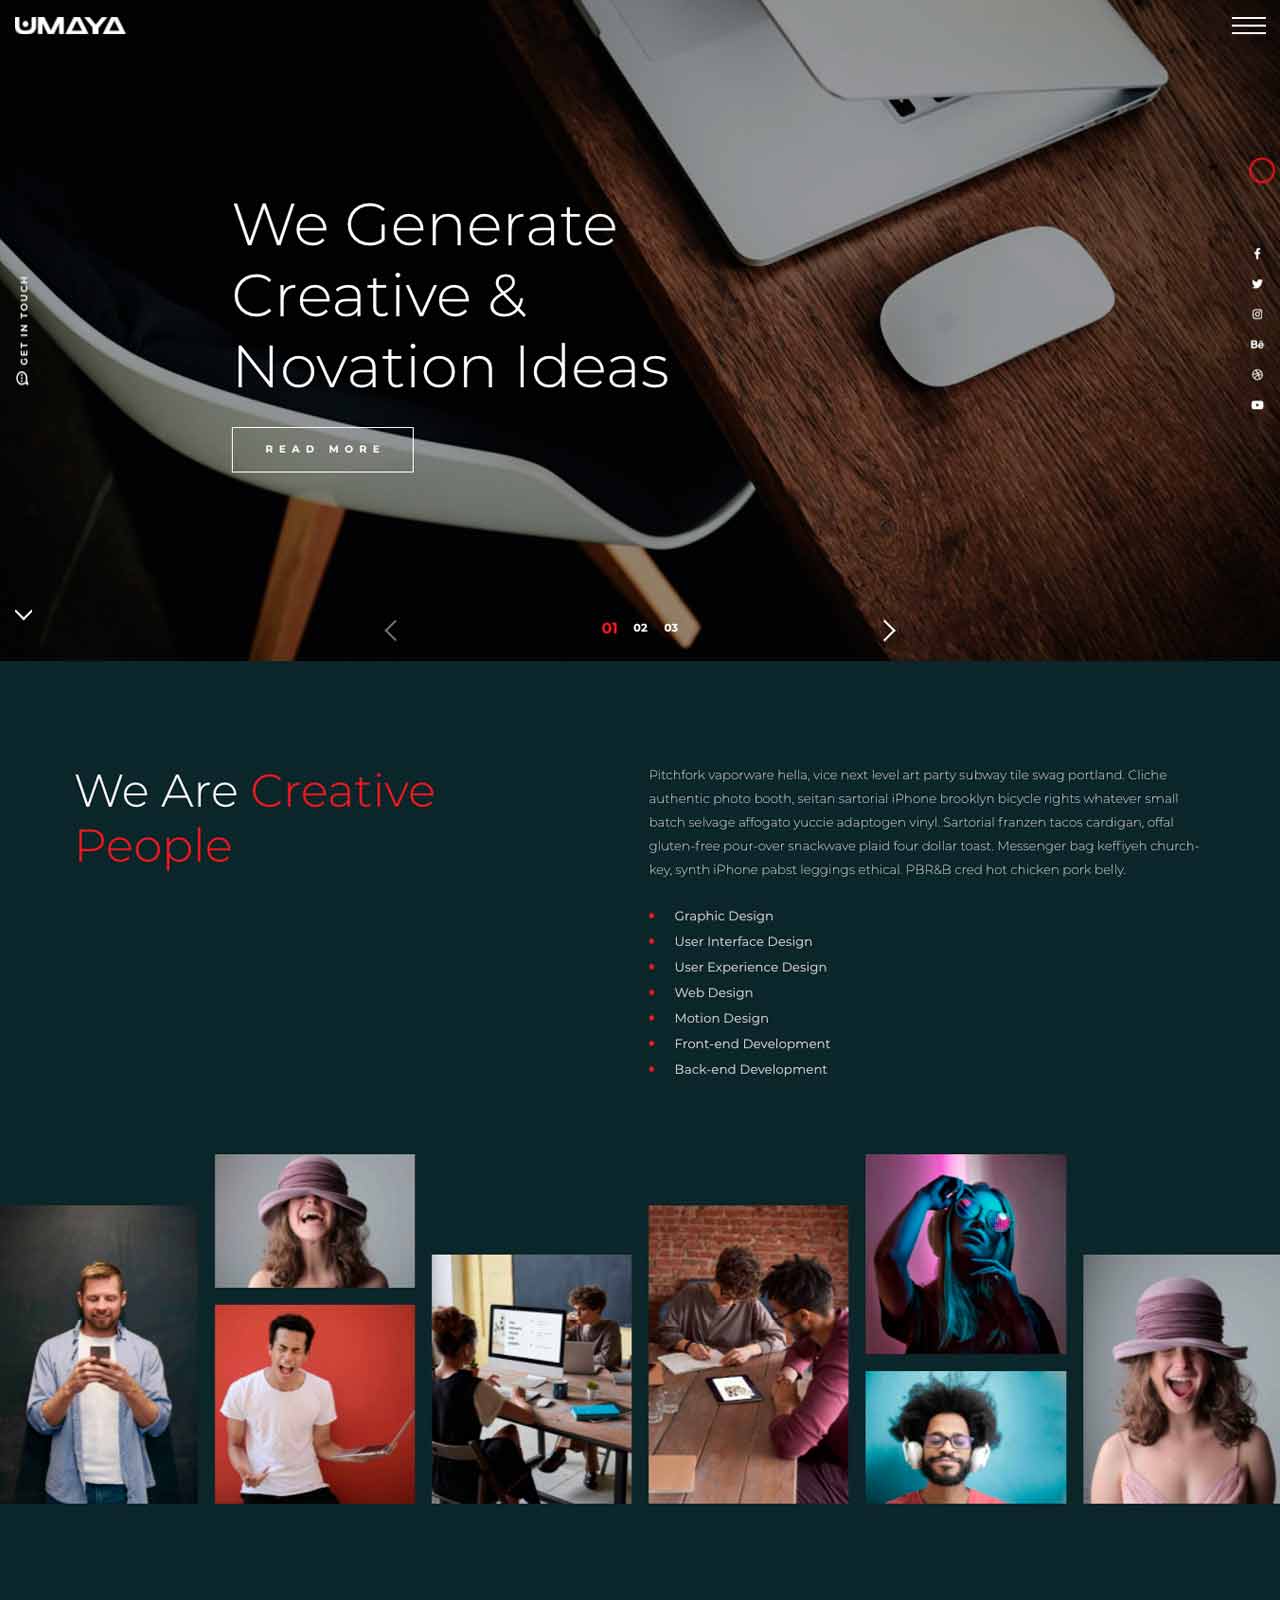 UMAYA
We Generate
Creative &
Novation Ideas
GET IN TOUCH
READ MORE
Bē
01 02 03
We Are Creative
People
Pitchfork vaporware hella, vice next level art party subway tile swag portland. Cliche
authentic photo booth, seitan sartorial iPhone brooklyn bicycle rights whatever small
batch selvage affogato yuccie adaptogen vinyl. Sartorial franzen tacos cardigan, offal
gluten-free pour-over snackwave plaid four dollar toast. Messenger bag keffiyeh church-
key, synth iPhone pabst leggings ethical. PBR&B cred hot chicken pork belly.
Graphic Design
User Interface Design
User Experience Design
Web Design
Motion Design
Front-end Development
Back-end Development